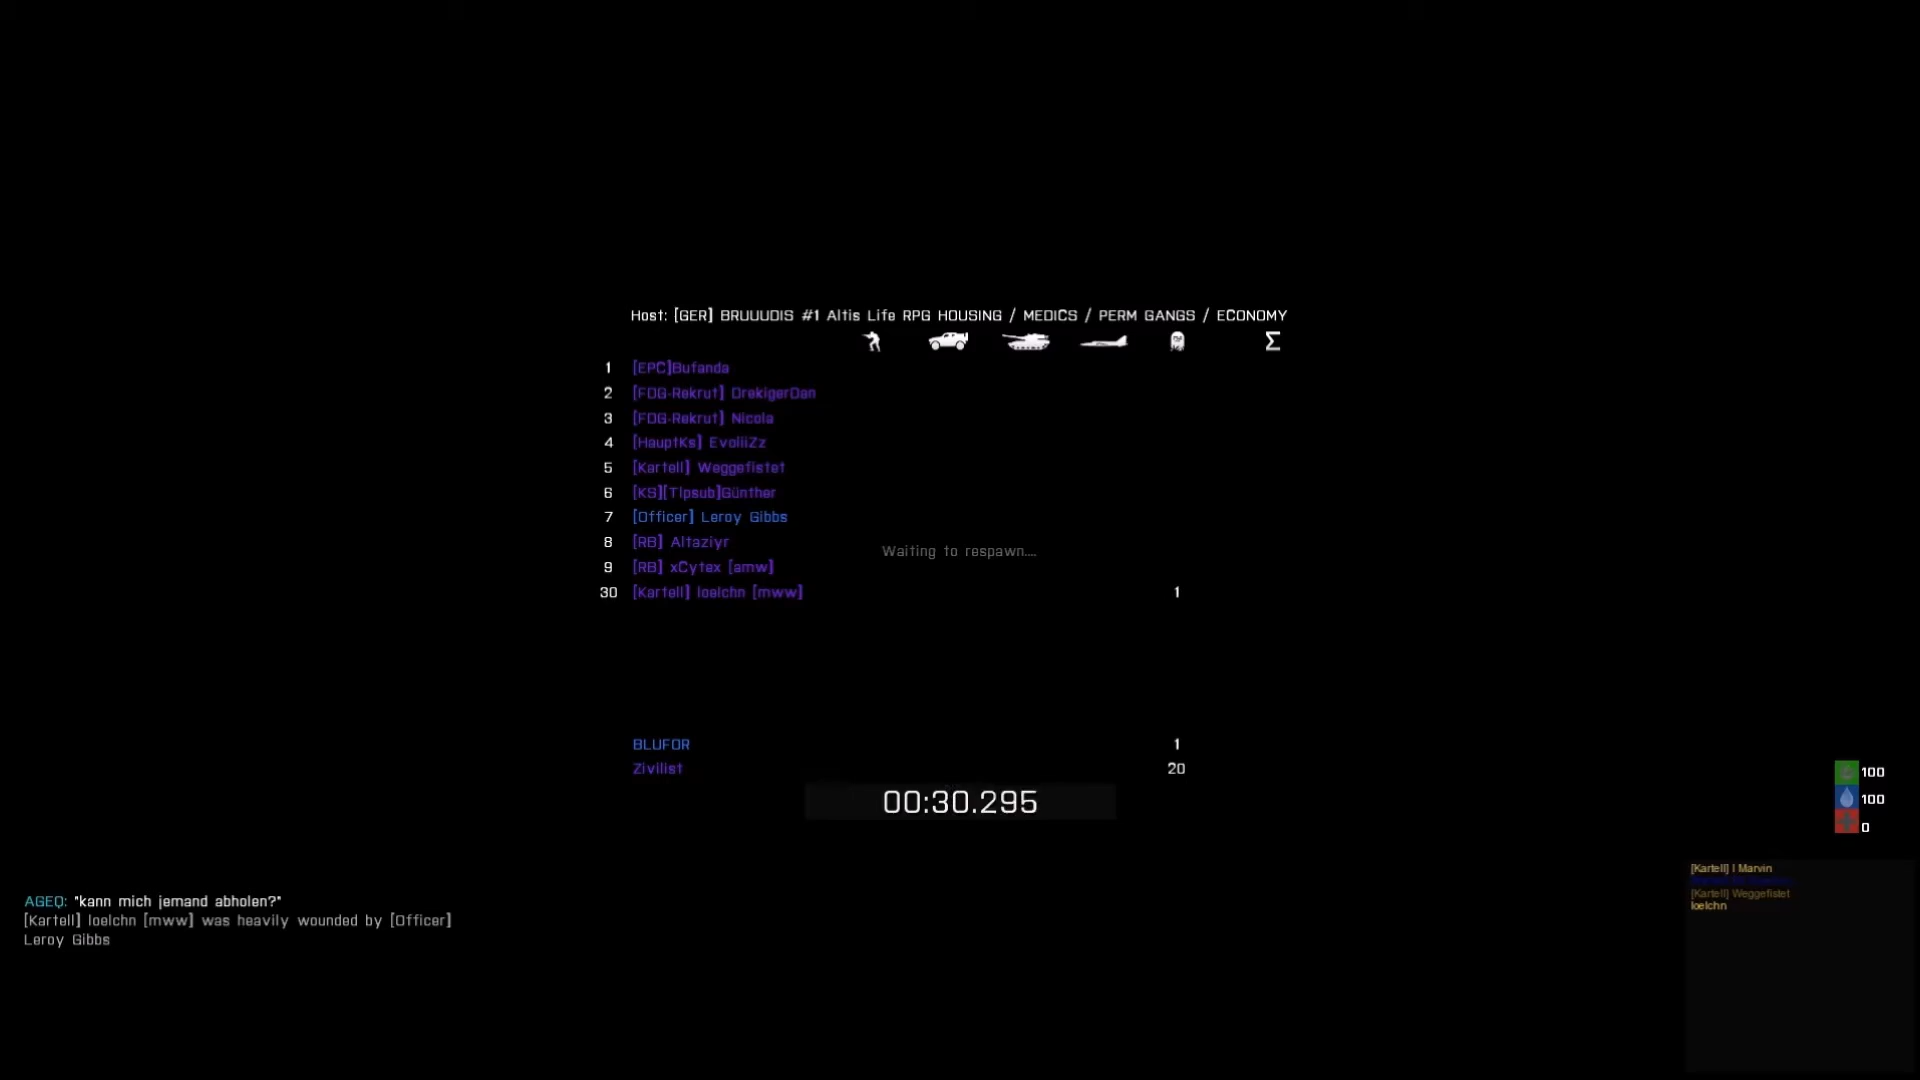 Host: [GER] BRUUUDIS #1 Altis Life RPG HOUSING / MEDICS / PERM GANGS / ECONOMY
Σ
1 [EPC]Bufanda
2 [FDG-Rekrut] DrekigerDan
3 [FDG-Rekrut] Nicola
4 [HauptKs] EvoliiZz
5 [Kartell] Weggefistet
6 [KS][Tlpsub]Günther
7 [Officer] Leroy Gibbs
8 [RB] Altaziyr
Waiting to respawn....
9 [RB] xCytex [amw]
30 [Kartell] loelchn [mww] 1
BLUFOR 1
Zivilist 20
00:30.295
100
100
0
[Kartell] I Marvin
[Kartell] Weggefistet
loelchn
AGEQ: "kann mich jemand abholen?"
[Kartell] loelchn [mww] was heavily wounded by [Officer]
Leroy Gibbs